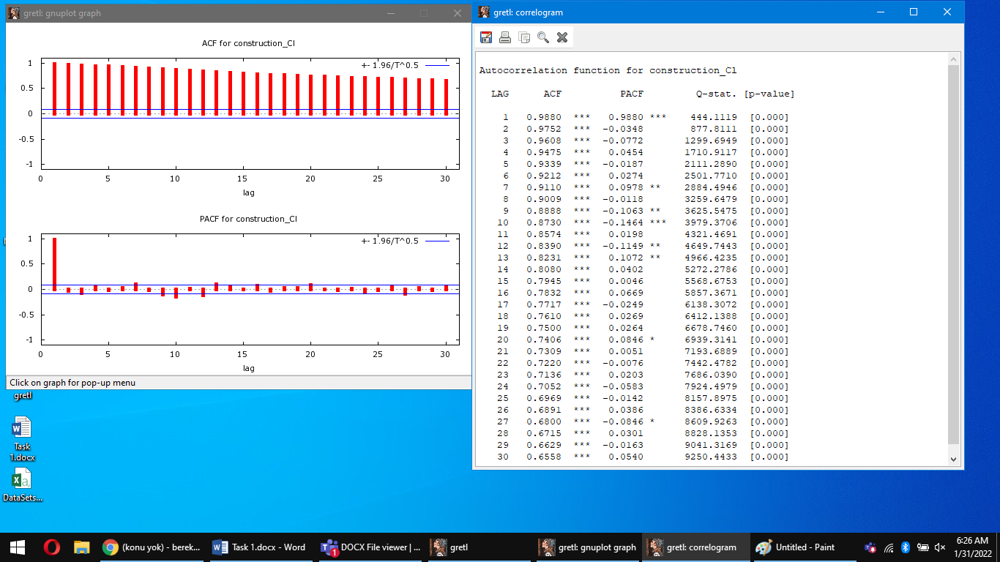 gretl: gnuplot graph
ACF for construction_Cl
+- 1.96/T^0.5
1
0.5
0
-0.5
-1
0 5 10 15 20 25 30
lag
PACF for construction_Cl
+- 1.96/T^0.5
1
0.5
0
-0.5
-1
0 5 10 15 20 25 30
lag
Click on graph for pop-up menu
gretl: correlogram
Autocorrelation function for construction_Cl
LAG ACF PACF Q-stat. [p-value]
1 0.9880 *** 0.9880 *** 444.1119 [0.000]
2 0.9752 *** -0.0348 877.8111 [0.000]
3 0.9608 *** -0.0772 1299.6949 [0.000]
4 0.9475 *** 0.0454 1710.9117 [0.000]
5 0.9339 *** -0.0187 2111.2890 [0.000]
6 0.9212 *** 0.0274 2501.7710 [0.000]
7 0.9110 *** 0.0978 ** 2884.4946 [0.000]
8 0.9009 *** -0.0118 3259.6479 [0.000]
9 0.8888 *** -0.1063 ** 3625.5475 [0.000]
10 0.8730 *** -0.1464 *** 3979.3706 [0.000]
11 0.8574 *** 0.0198 4321.4691 [0.000]
12 0.8390 *** -0.1149 ** 4649.7443 [0.000]
13 0.8231 *** 0.1072 ** 4966.4235 [0.000]
14 0.8080 *** 0.0402 5272.2786 [0.000]
15 0.7945 *** 0.0046 5568.6753 [0.000]
16 0.7832 *** 0.0669 5857.3671 [0.000]
17 0.7717 *** -0.0249 6138.3072 [0.000]
18 0.7610 *** 0.0269 6412.1388 [0.000]
19 0.7500 *** 0.0264 6678.7460 [0.000]
20 0.7406 *** 0.0846 * 6939.3141 [0.000]
21 0.7309 *** 0.0051 7193.6889 [0.000]
22 0.7220 *** -0.0076 7442.4782 [0.000]
23 0.7136 *** 0.0203 7686.0390 [0.000]
24 0.7052 *** -0.0583 7924.4979 [0.000]
25 0.6969 *** -0.0142 8157.8975 [0.000]
26 0.6891 *** 0.0386 8386.6334 [0.000]
27 0.6800 *** -0.0846 * 8609.9263 [0.000]
28 0.6715 *** 0.0301 8828.1353 [0.000]
29 0.6629 *** -0.0163 9041.3169 [0.000]
30 0.6558 *** 0.0540 9250.4433 [0.000]
gretl
Task
1.docx
DataSets...
(konu yok) - berek...
Task 1.docx - Word
DOCX File viewer | ...
gretl
gretl: gnuplot graph
gretl: correlogram
Untitled - Paint
6:26 AM
1/31/2022